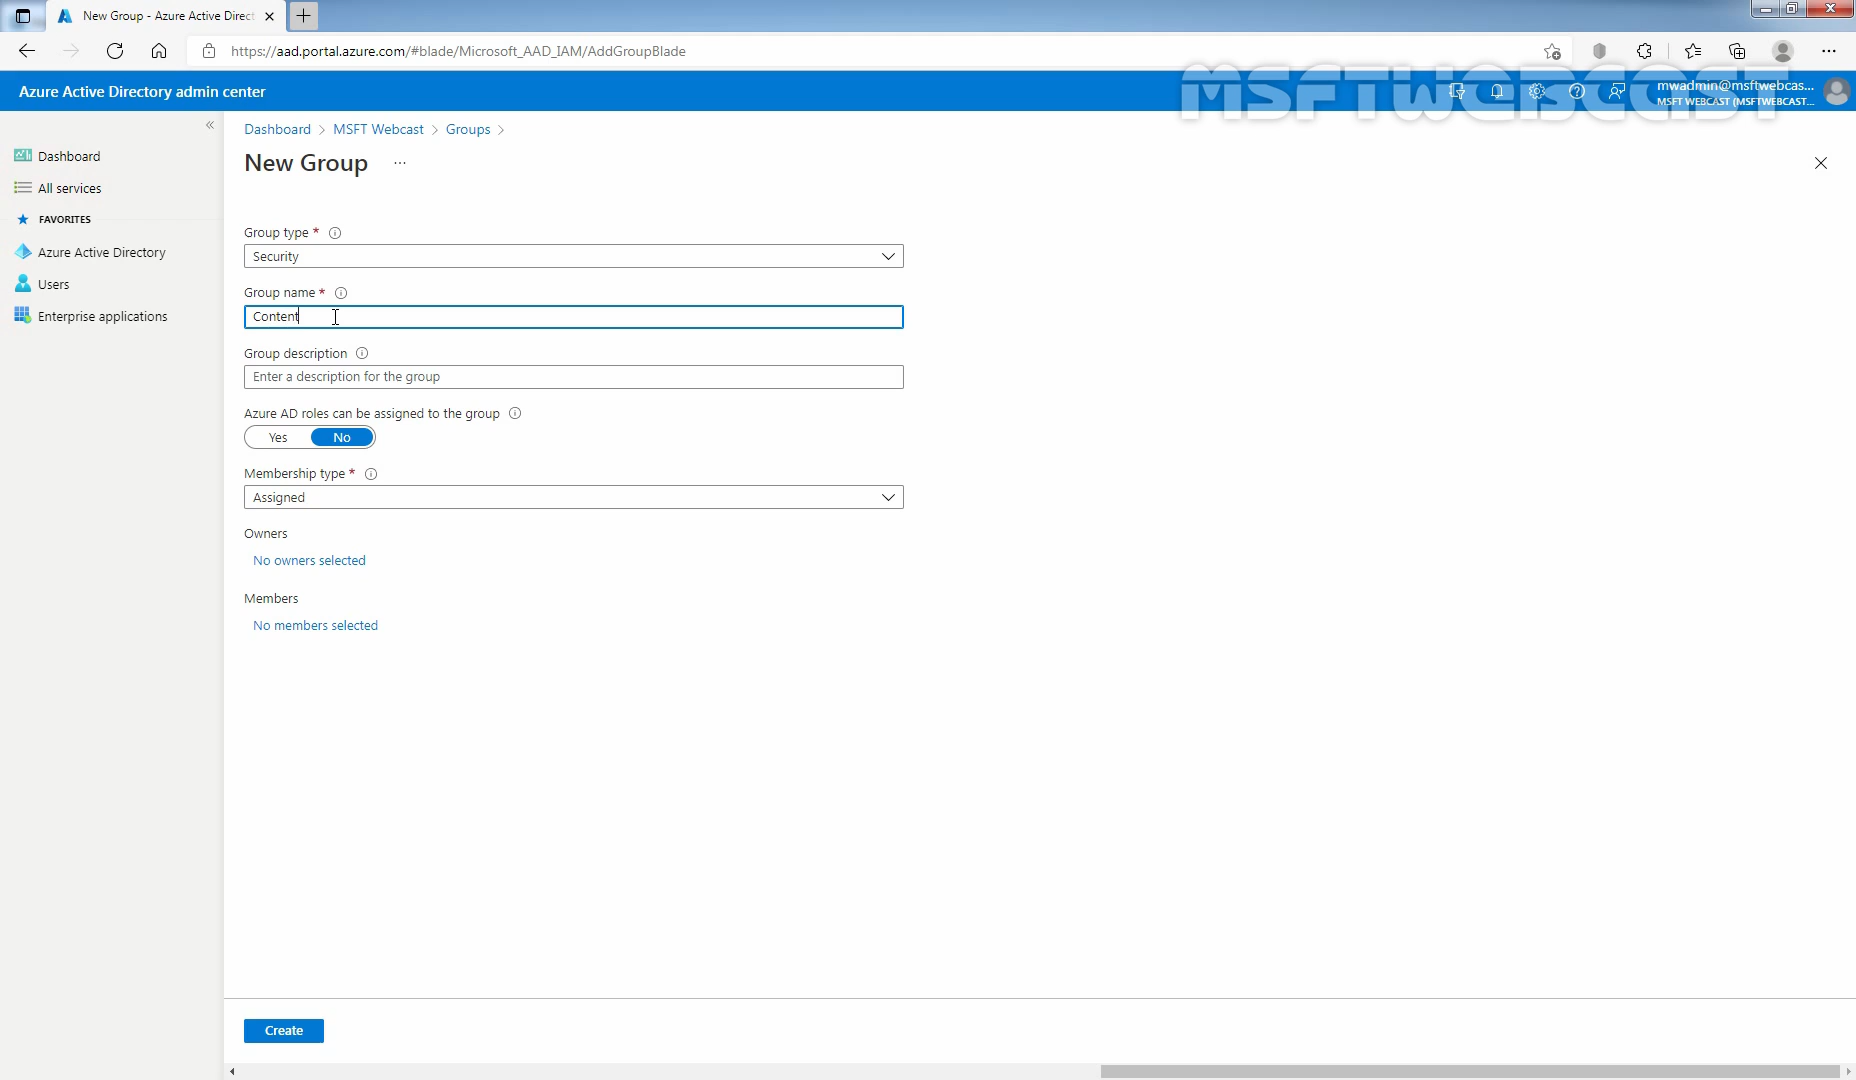 New Group - Azure Active Direct
https://aad.portal.azure.com/#blade/Microsoft_AAD_IAM/AddGroupBlade
Azure Active Directory admin center
mwadmin@msftwebcas...
MSFT WEBCAST (MSFTWEBCAST...
MSFTWEBCAST
Dashboard > MSFT Webcast > Groups >
New Group ...
Dashboard
All services
FAVORITES
Azure Active Directory
Users
Enterprise applications
Group type *
Security
Group name *
Content
Group description
Enter a description for the group
Azure AD roles can be assigned to the group
Yes No
Membership type *
Assigned
Owners
No owners selected
Members
No members selected
Create